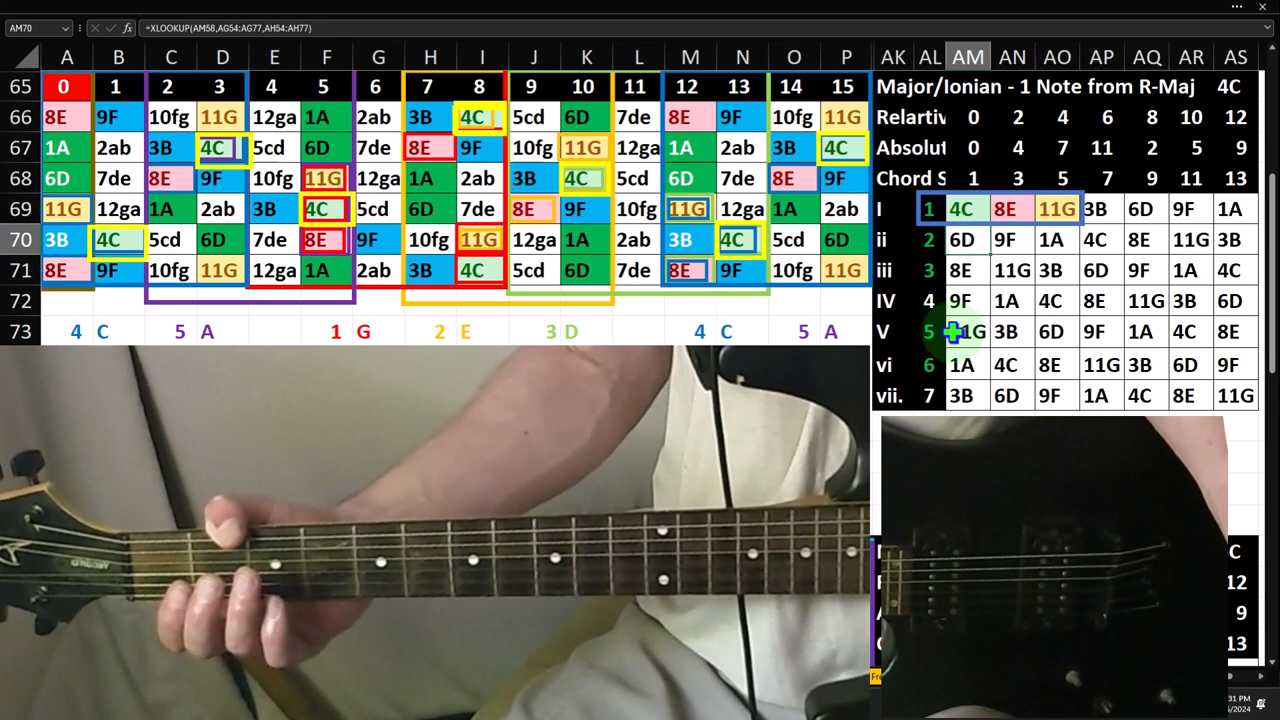 AM70 fx =XLOOKUP(AM58,AG54:AG77,AH54:AH77)
A B C D E F G H I J K L M N O P AK AL AM AN AO AP AQ AR AS
65 0 1 2 3 4 5 6 7 8 9 10 11 12 13 14 15 Major/Ionian - 1 Note from R-Maj 4C
66 8E 9F 10fg 11G 12ga 1A 2ab 3B 4C 5cd 6D 7de 8E 9F 10fg 11G Relartiv 0 2 4 6 8 10 12
67 1A 2ab 3B 4C 5cd 6D 7de 8E 9F 10fg 11G 12ga 1A 2ab 3B 4C Absolut 0 4 7 11 2 5 9
68 6D 7de 8E 9F 10fg 11G 12ga 1A 2ab 3B 4C 5cd 6D 7de 8E 9F Chord S 1 3 5 7 9 11 13
69 11G 12ga 1A 2ab 3B 4C 5cd 6D 7de 8E 9F 10fg 11G 12ga 1A 2ab I 1 4C 8E 11G 3B 6D 9F 1A
70 3B 4C 5cd 6D 7de 8E 9F 10fg 11G 12ga 1A 2ab 3B 4C 5cd 6D ii 2 6D 9F 1A 4C 8E 11G 3B
71 8E 9F 10fg 11G 12ga 1A 2ab 3B 4C 5cd 6D 7de 8E 9F 10fg 11G iii 3 8E 11G 3B 6D 9F 1A 4C
72 IV 4 9F 1A 4C 8E 11G 3B 6D
73 4 C 5 A 1 G 2 E 3 D 4 C 5 A V 5 1G 3B 6D 9F 1A 4C 8E
vi 6 1A 4C 8E 11G 3B 6D 9F
vii. 7 3B 6D 9F 1A 4C 8E 11G
C
12
9
13
Fr
31 PM
/2024